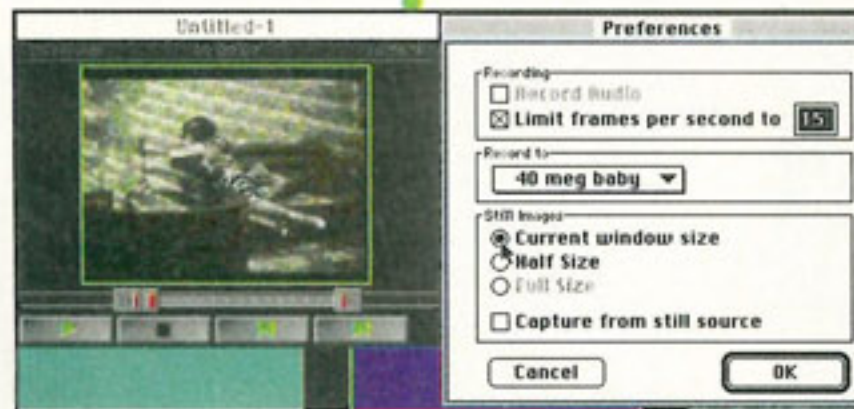 Untitled-1
Preferences
Recording
Record Audio
Limit frames per second to 15
Record to
40 meg baby
Still Images
Current window size
Half Size
Full Size
Capture from still source
Cancel
OK